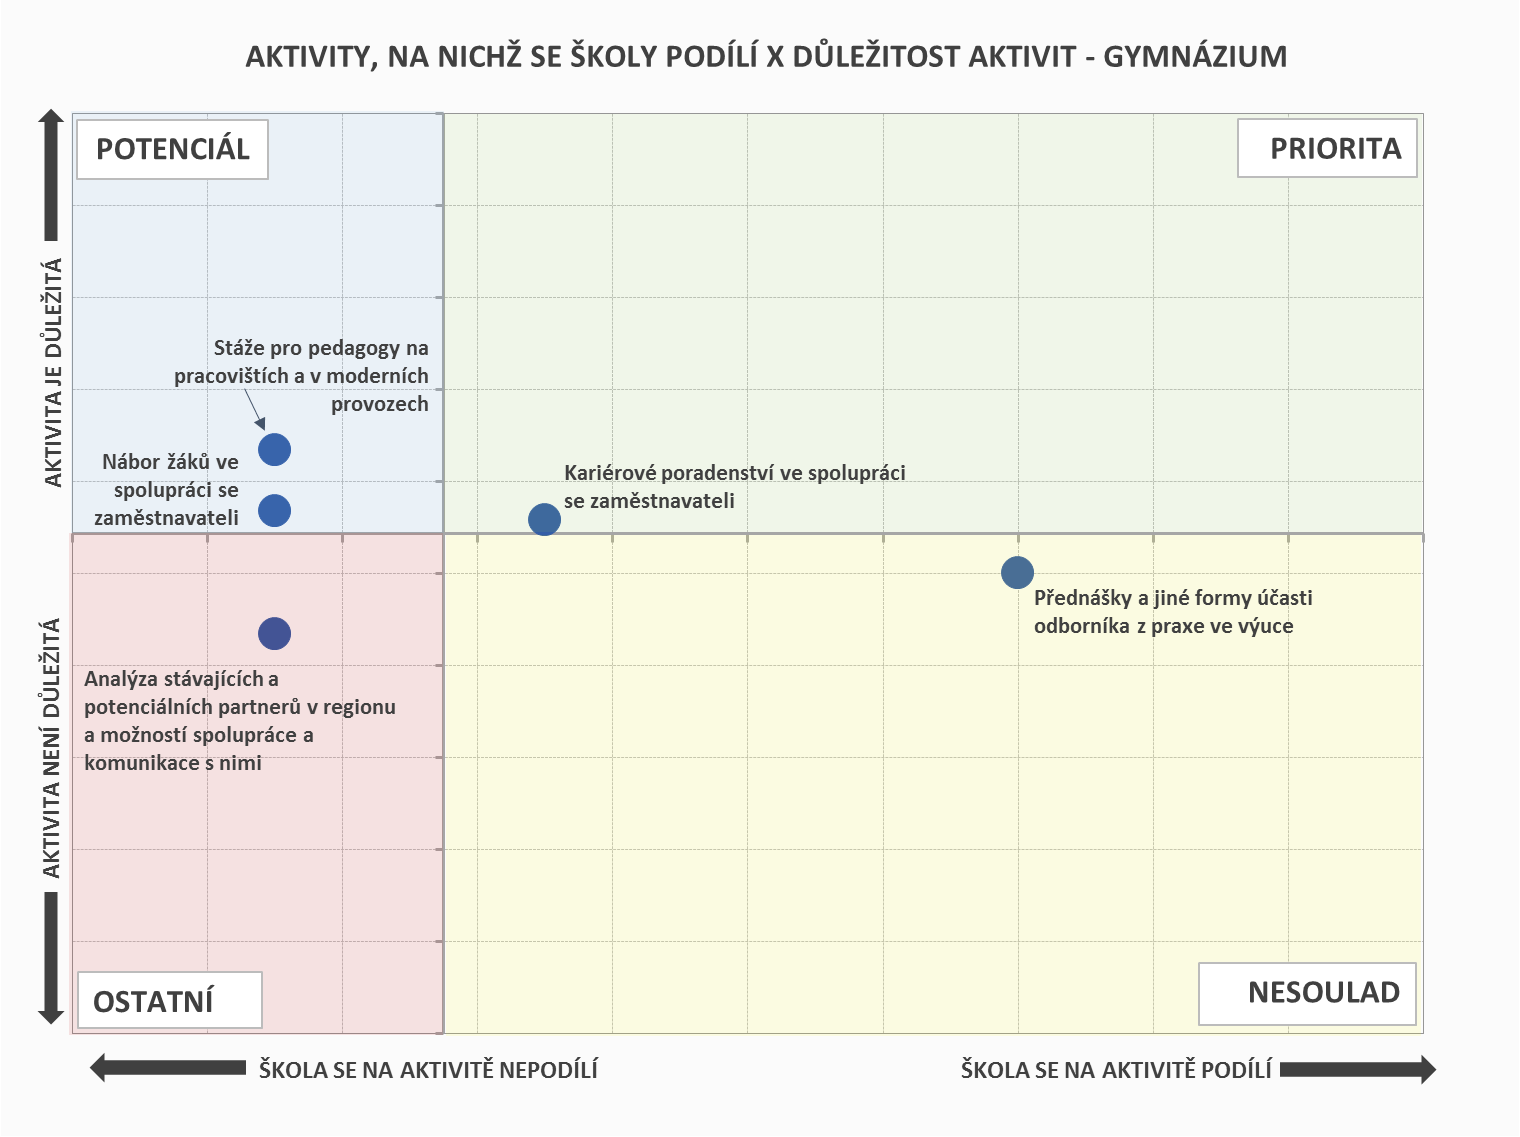 AKTIVITY, NA NICHŽ SE ŠKOLY PODÍLÍ X DŮLEŽITOST AKTIVIT - GYMNÁZIUM
POTENCIÁL
PRIORITA
AKTIVITA JE DŮLEŽITÁ
Stáže pro pedagogy na
pracovištích a v moderních
provozech
Nábor žáků ve
spolupráci se
zaměstnavateli
Kariérové poradenství ve spolupráci
se zaměstnavateli
Přednášky a jiné formy účasti
odborníka z praxe ve výuce
AKTIVITA NENÍ DŮLEŽITÁ
Analýza stávajících a
potenciálních partnerů v regionu
a možností spolupráce a
komunikace s nimi
OSTATNÍ
NESOULAD
ŠKOLA SE NA AKTIVITĚ NEPODÍLÍ
ŠKOLA SE NA AKTIVITĚ PODÍLÍ